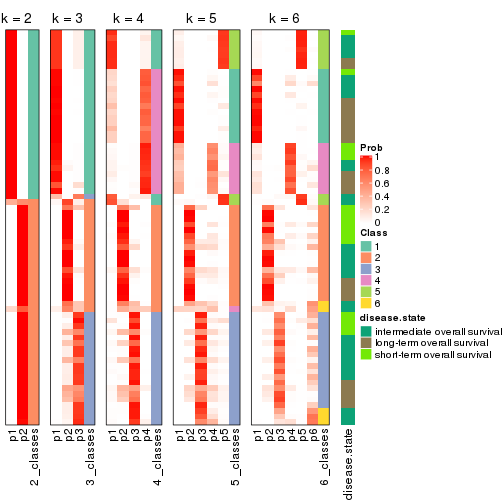 k = 2 k = 3 k = 4 k = 5 k = 6
Prob
1
0.8
0.6
0.4
0.2
0
Class
1
2
3
4
5
6
disease.state
intermediate overall survival
long-term overall survival
short-term overall survival
p1 p2 2_classes p1 p2 p3 3_classes p1 p2 p3 p4 4_classes p1 p2 p3 p4 p5 5_classes p1 p2 p3 p4 p5 p6 6_classes disease.state